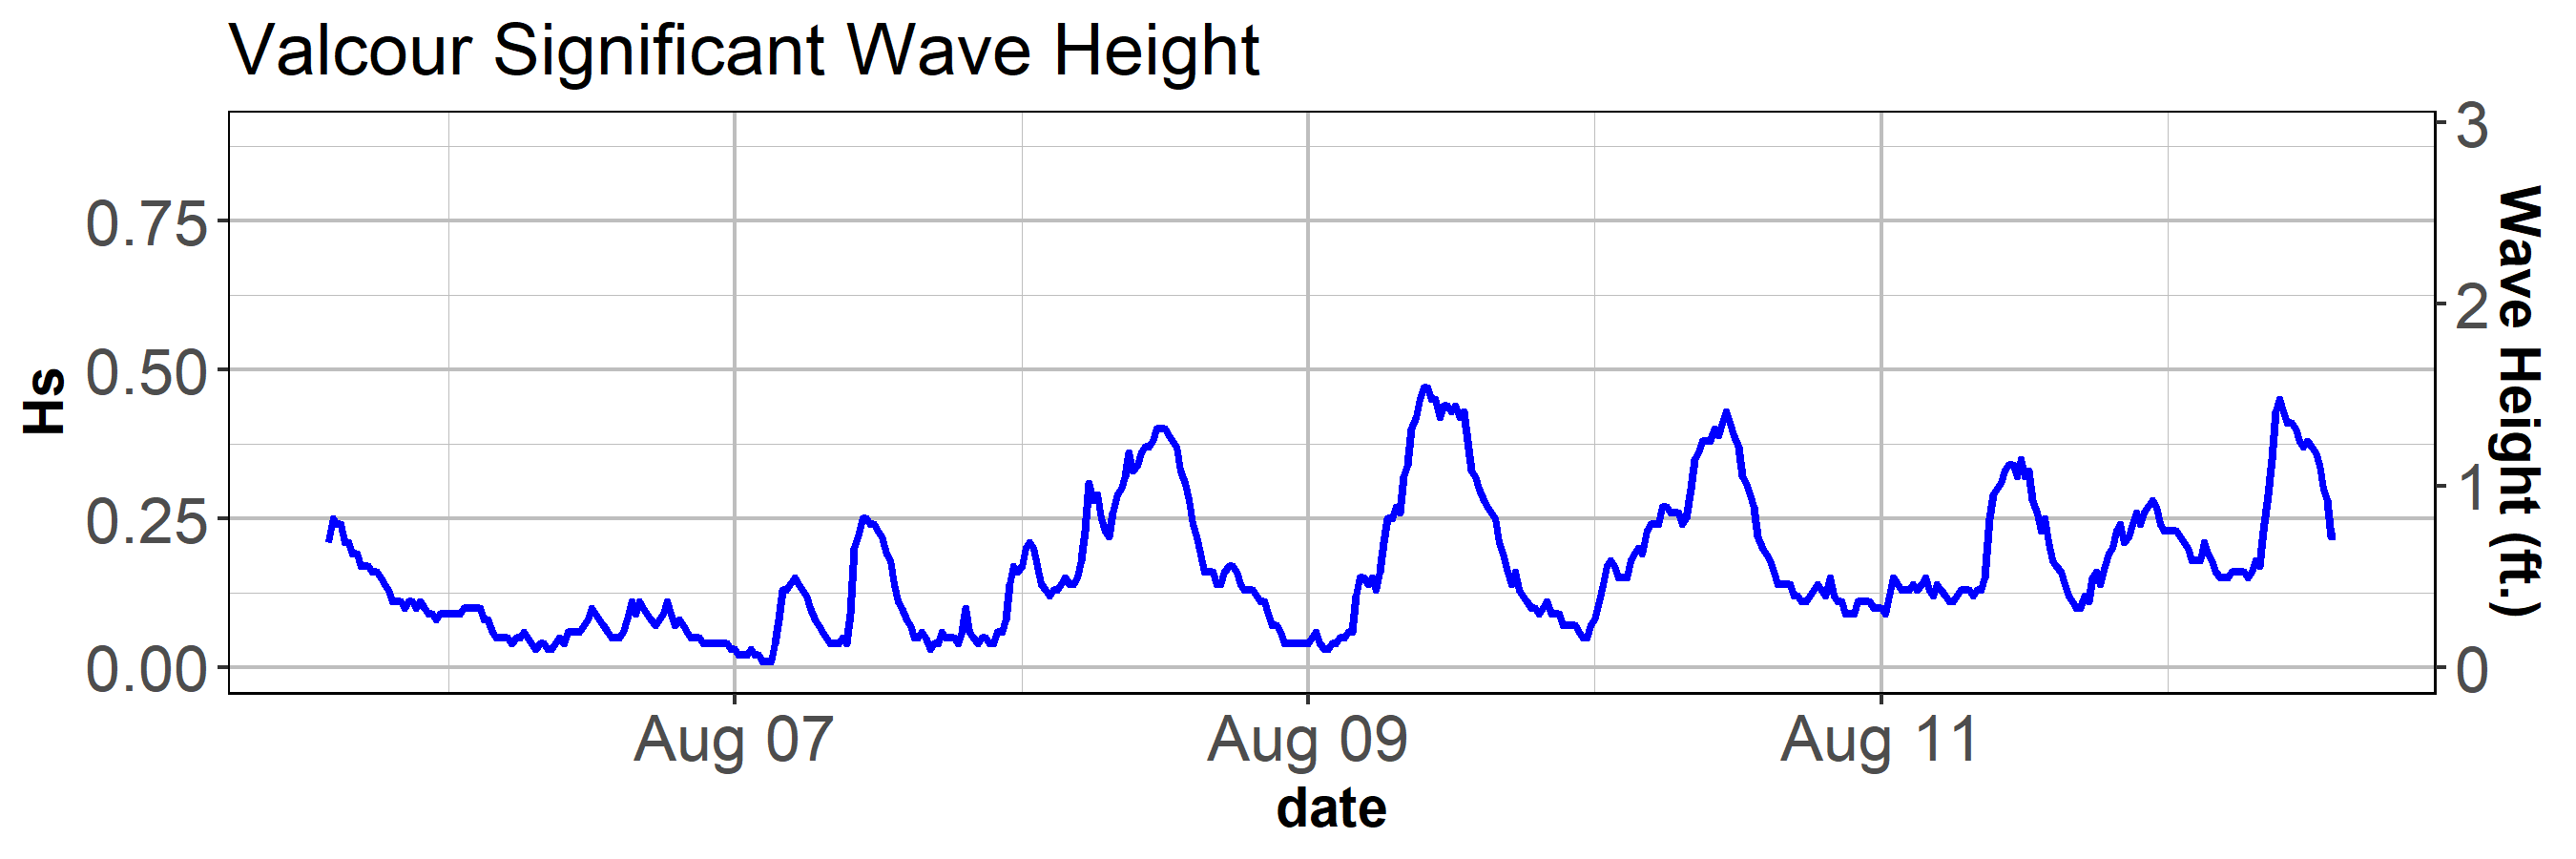 Valcour Significant Wave Height
Hs
0.75
0.50
0.25
0.00
3
2
1
0
Wave Height (ft.)
Aug 07
Aug 09
Aug 11
date